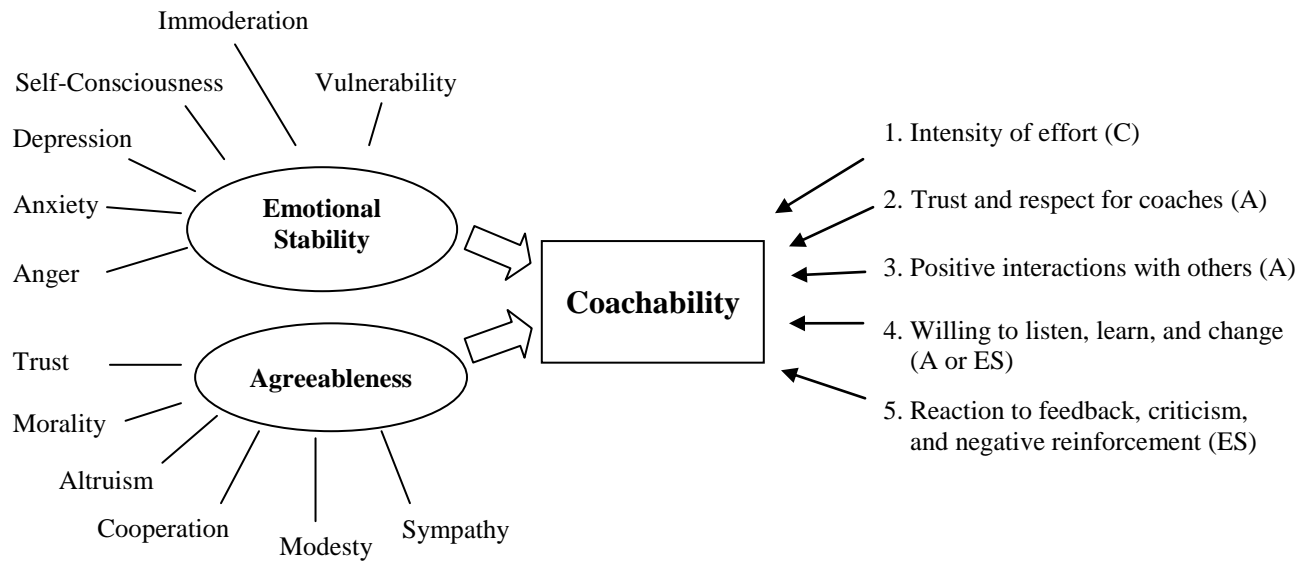 Immoderation
Self-Consciousness
Vulnerability
Depression
Anxiety
Anger
Emotional
Stability
Trust
Morality
Altruism
Cooperation
Modesty
Sympathy
Agreeableness
Coachability
1. Intensity of effort (C)
2. Trust and respect for coaches (A)
3. Positive interactions with others (A)
4. Willing to listen, learn, and change
(A or ES)
5. Reaction to feedback, criticism,
and negative reinforcement (ES)